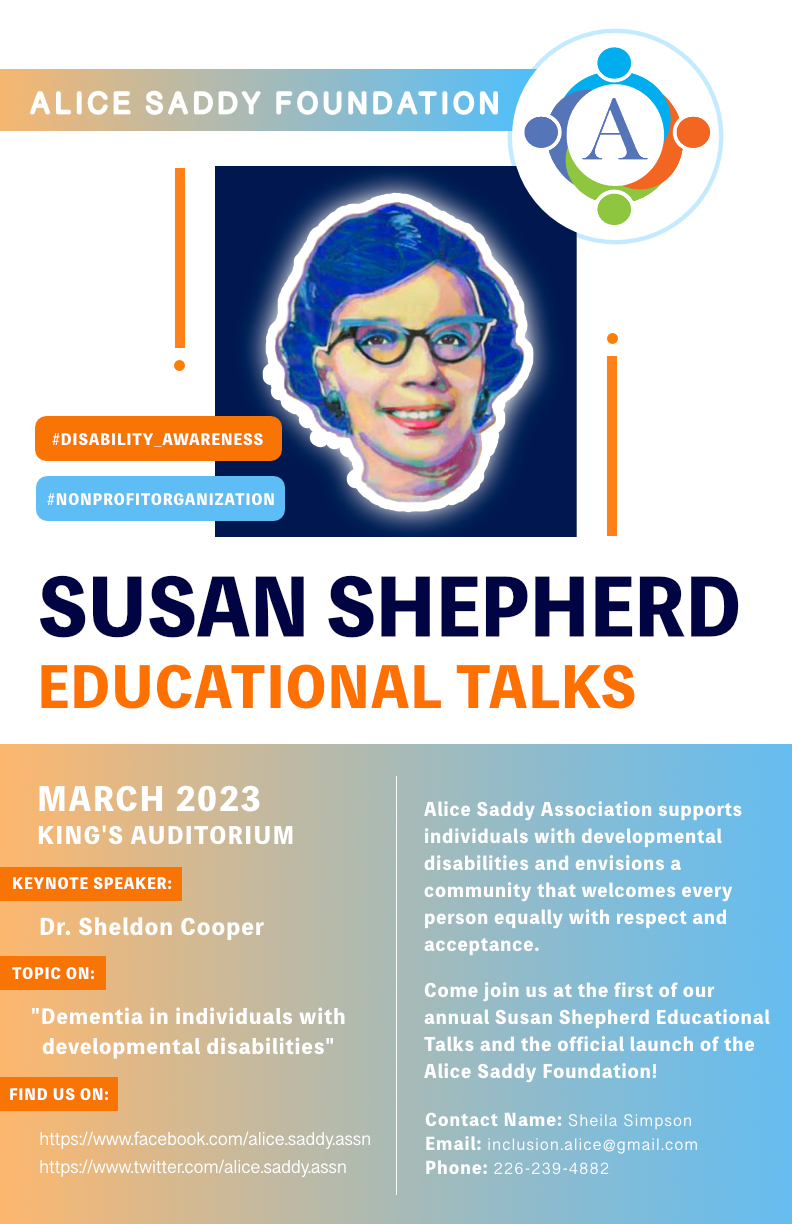 ALICE SADDY FOUNDATION
A
#DISABILITY_AWARENESS
#NONPROFITORGANIZATION
SUSAN SHEPHERD
EDUCATIONAL TALKS
MARCH 2023
KING'S AUDITORIUM
KEYNOTE SPEAKER:
Dr. Sheldon Cooper
TOPIC ON:
"Dementia in individuals with
developmental disabilities"
FIND US ON:
https://www.facebook.com/alice.saddy.assn
https://www.twitter.com/alice.saddy.assn
Alice Saddy Association supports
individuals with developmental
disabilities and envisions a
community that welcomes every
person equally with respect and
acceptance.
Come join us at the first of our
annual Susan Shepherd Educational
Talks and the official launch of the
Alice Saddy Foundation!
Contact Name: Sheila Simpson
Email: inclusion.alice@gmail.com
Phone: 226-239-4882